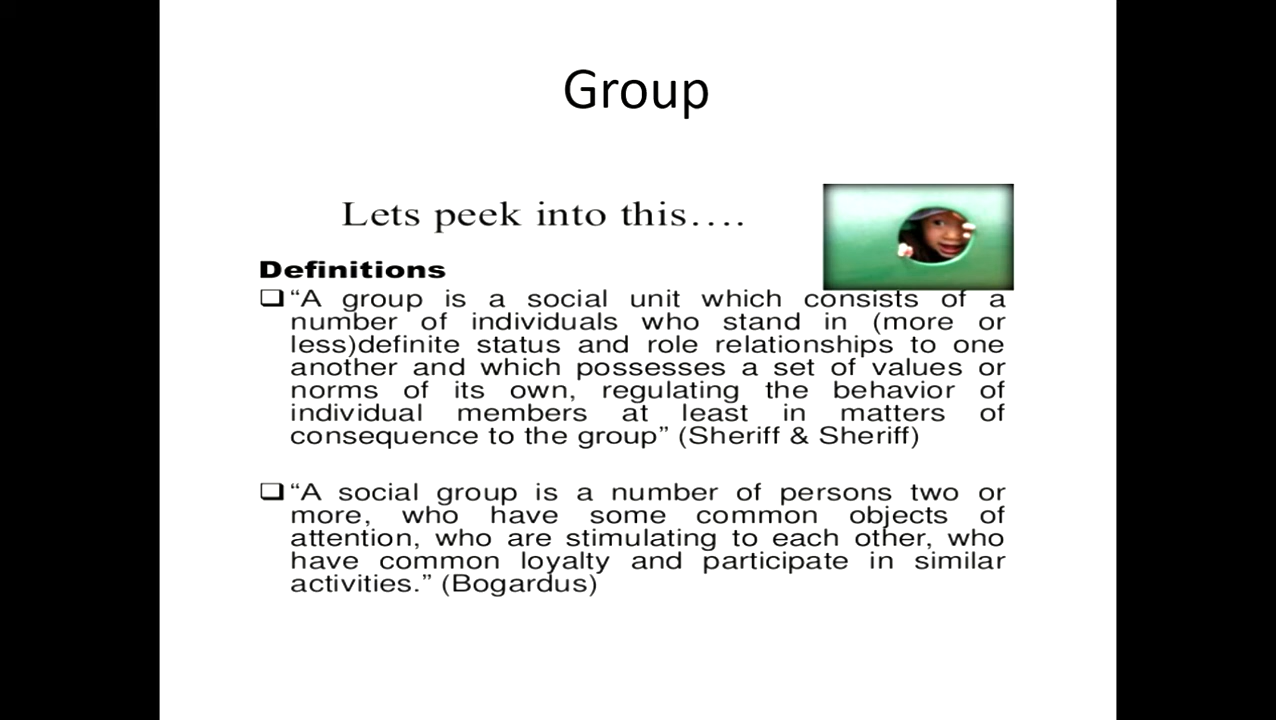 Group
Lets peek into this….
Definitions
❑“A group is a social unit which consists of a
number of individuals who stand in (more or
less)definite status and role relationships to one
another and which possesses a set of values or
norms of its own, regulating the behavior of
individual members at least in matters of
consequence to the group” (Sheriff & Sheriff)
❑“A social group is a number of persons two or
more, who have some common objects of
attention, who are stimulating to each other, who
have common loyalty and participate in similar
activities.” (Bogardus)